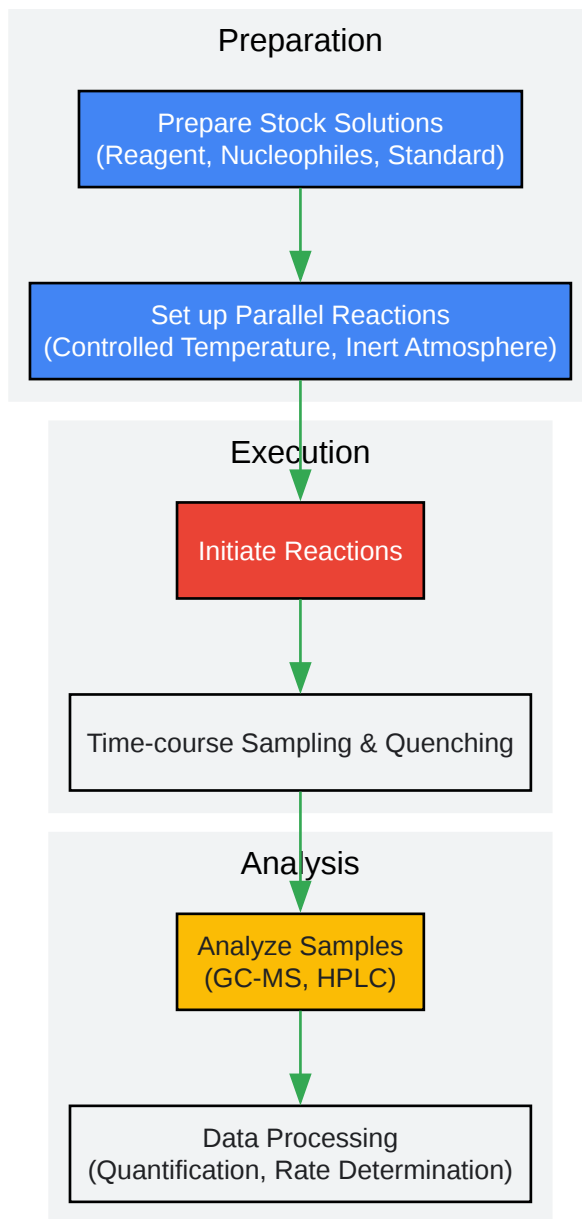 Preparation
Prepare Stock Solutions
(Reagent, Nucleophiles, Standard)
Set up Parallel Reactions
(Controlled Temperature, Inert Atmosphere)
Execution
Initiate Reactions
Time-course Sampling & Quenching
Analysis
Analyze Samples
(GC-MS, HPLC)
Data Processing
(Quantification, Rate Determination)